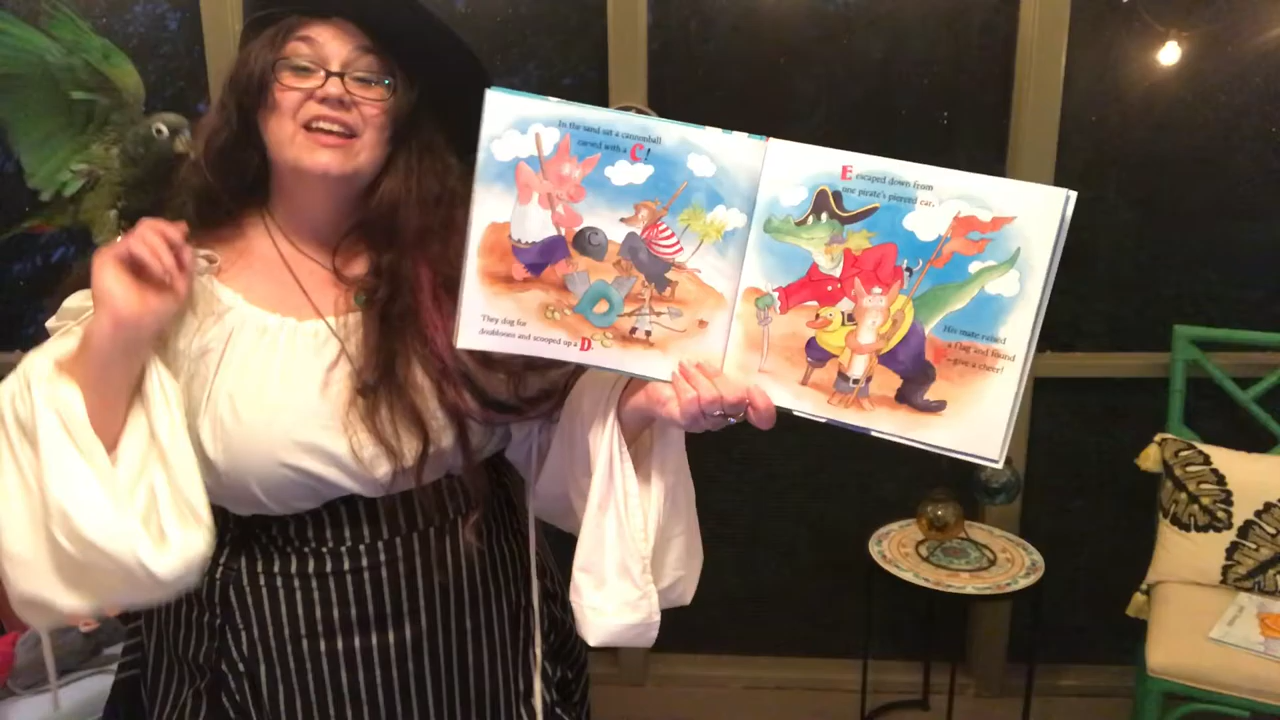 In the sand sat a cannonball
carved with a C!
C
They dug for
doubloons and scooped up a D.
E escaped down from
one pirate's pierced ear.
His mate raised
a flag and found
—give a cheer!